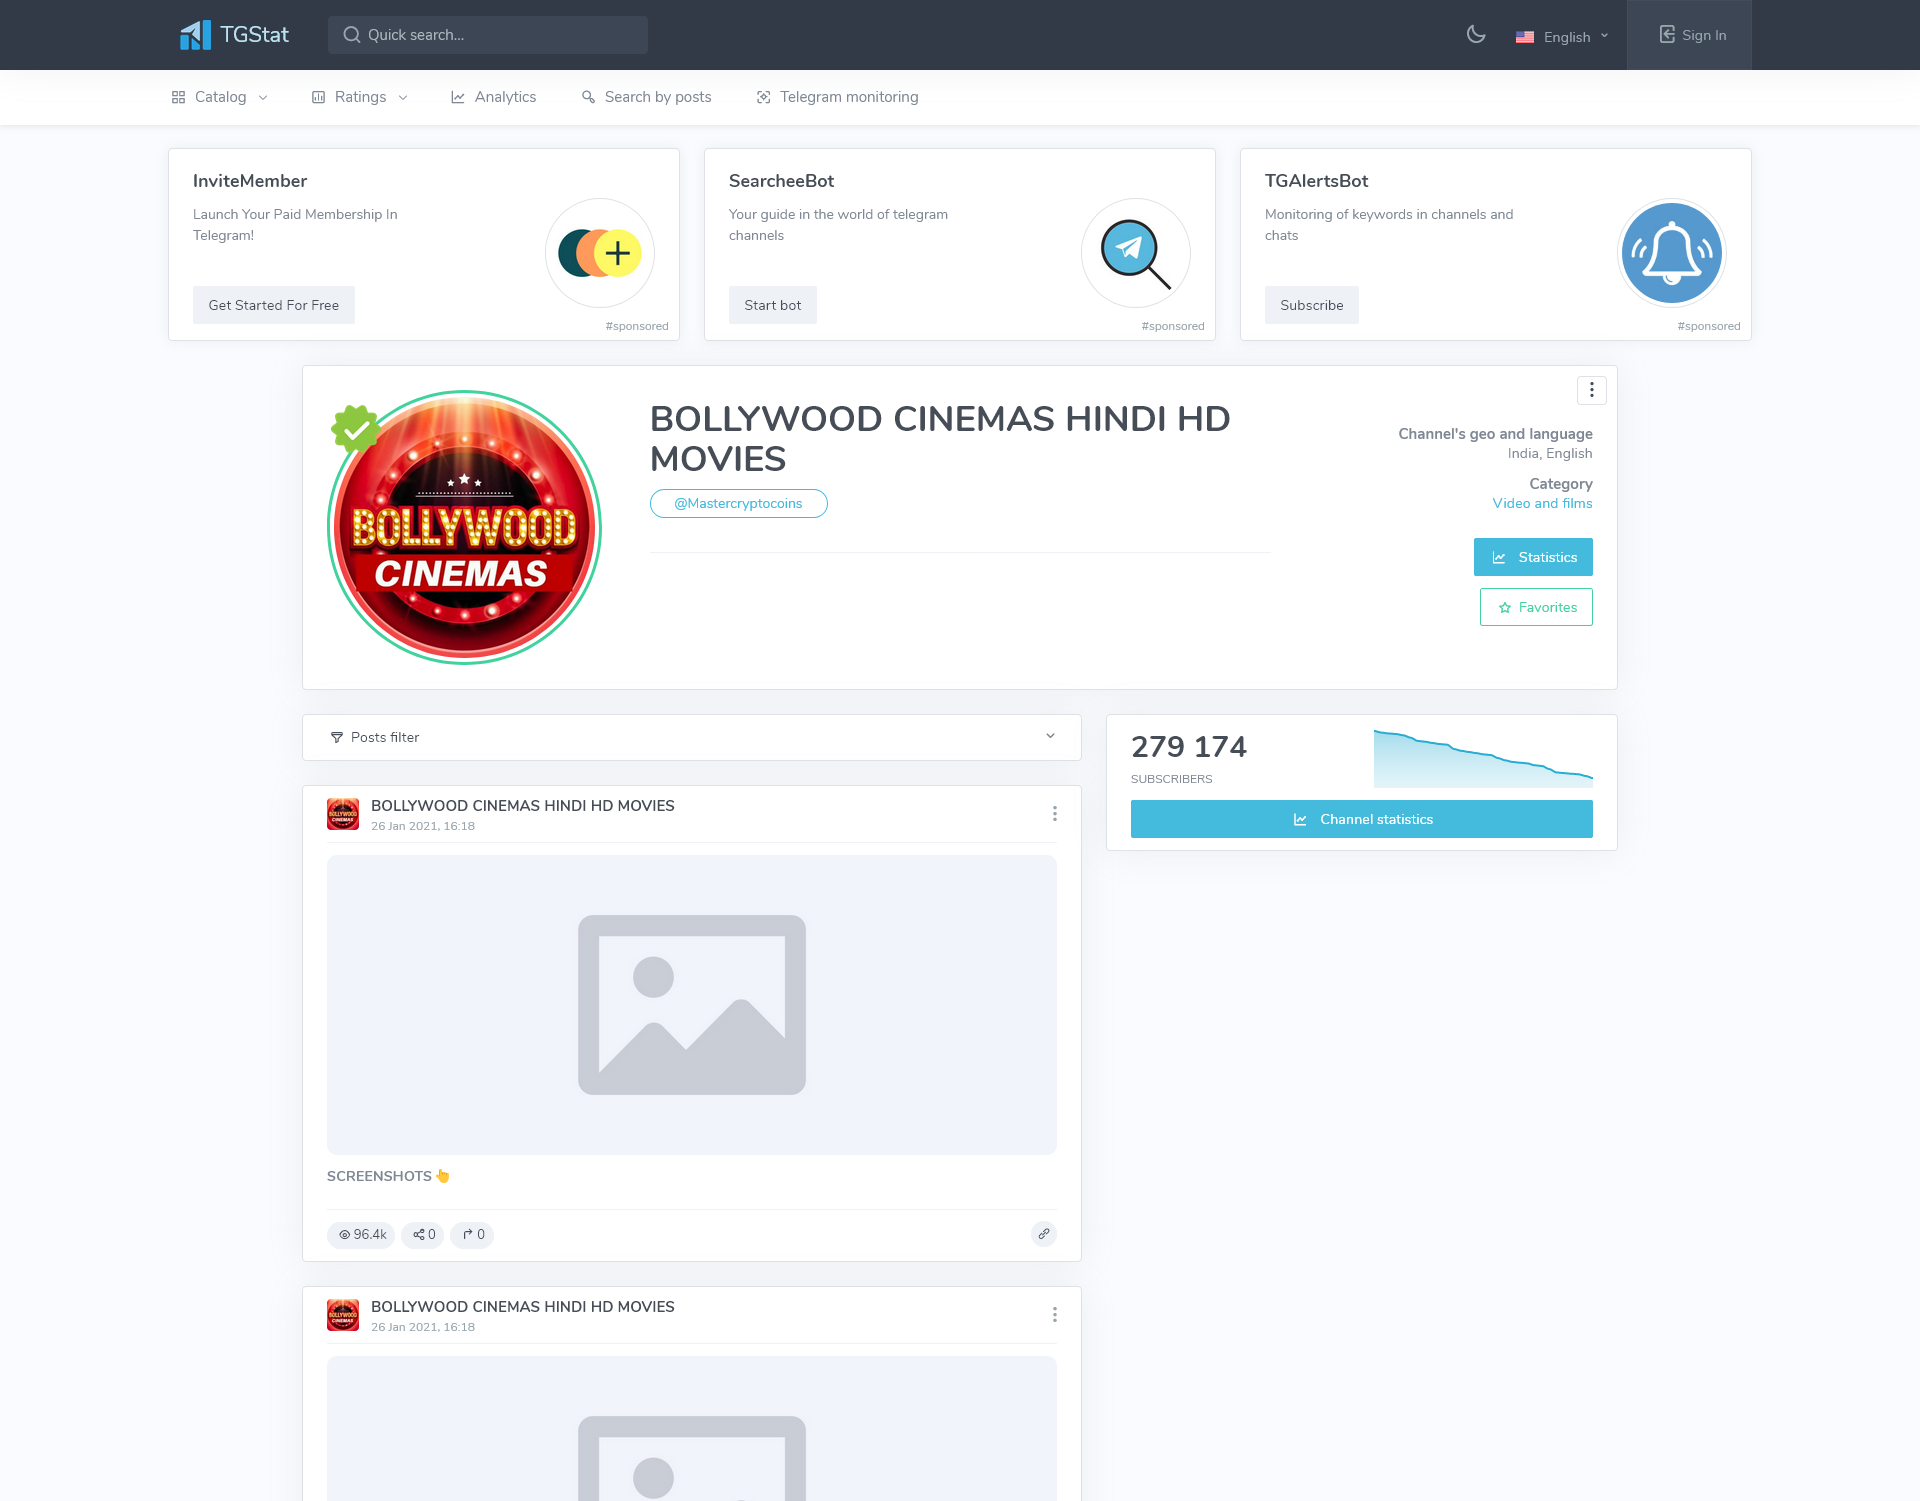 TGStat
Quick search...
English
Sign In
Catalog
Ratings
Analytics
Search by posts
Telegram monitoring
InviteMember
Launch Your Paid Membership In
Telegram!
Get Started For Free
#sponsored
SearcheeBot
Your guide in the world of telegram
channels
Start bot
#sponsored
TGAlertsBot
Monitoring of keywords in channels and
chats
Subscribe
#sponsored
BOLLYWOOD
CINEMAS
BOLLYWOOD CINEMAS HINDI HD
MOVIES
@Mastercryptocoins
Channel's geo and language
India, English
Category
Video and films
Statistics
Favorites
Posts filter
279 174
SUBSCRIBERS
Channel statistics
BOLLYWOOD
CINEMAS
BOLLYWOOD CINEMAS HINDI HD MOVIES
26 Jan 2021, 16:18
SCREENSHOTS 👆
96.4k
0
0
BOLLYWOOD
CINEMAS
BOLLYWOOD CINEMAS HINDI HD MOVIES
26 Jan 2021, 16:18